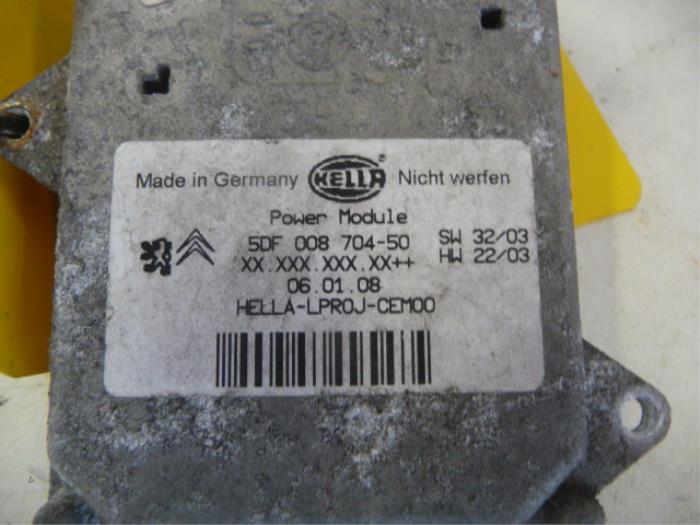 Made in Germany HELLA ® Nicht werfen
Power Module
5DF 008 704-50 SW 32/03
XX.XXX.XXX.XX++ HW 22/03
06.01.08
HELLA-LPROJ-CEM00